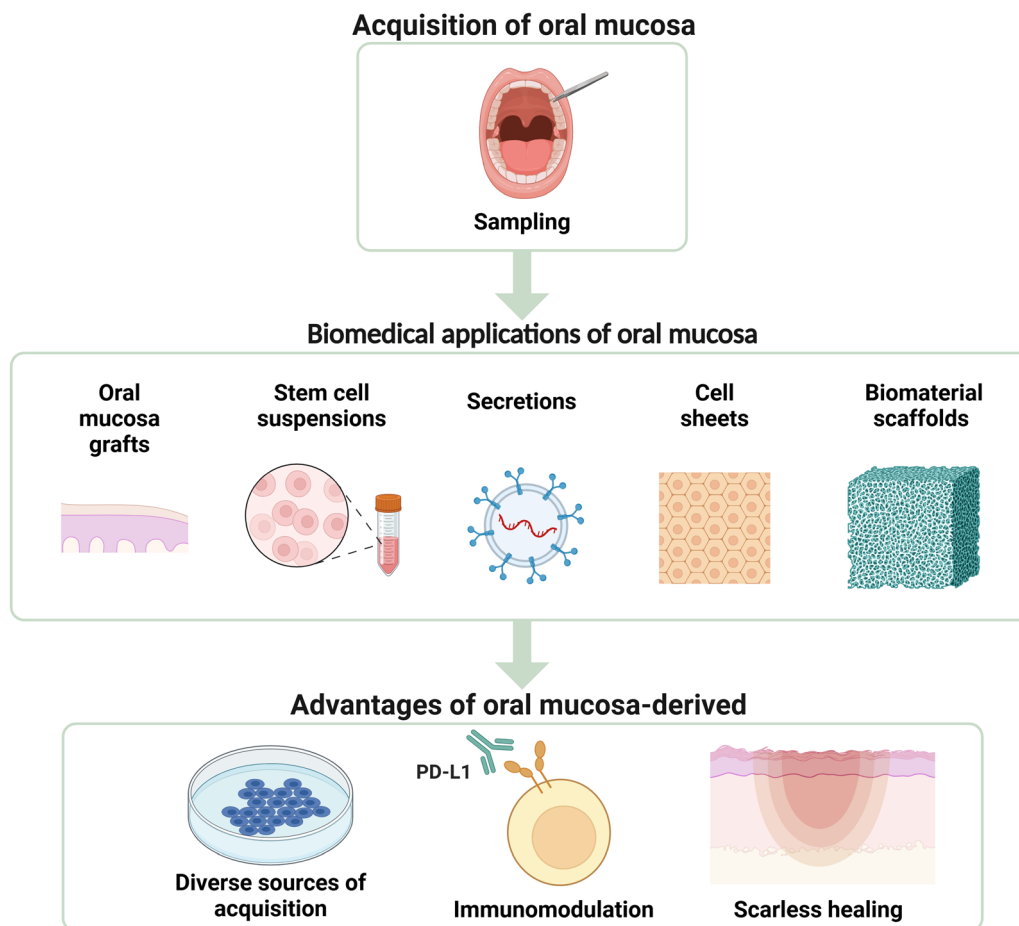 Acquisition of oral mucosa
Sampling
Biomedical applications of oral mucosa
Oral
mucosa
grafts
Stem cell
suspensions
Secretions
Cell
sheets
Biomaterial
scaffolds
Advantages of oral mucosa-derived
PD-L1
Diverse sources of
acquisition
Immunomodulation
Scarless healing